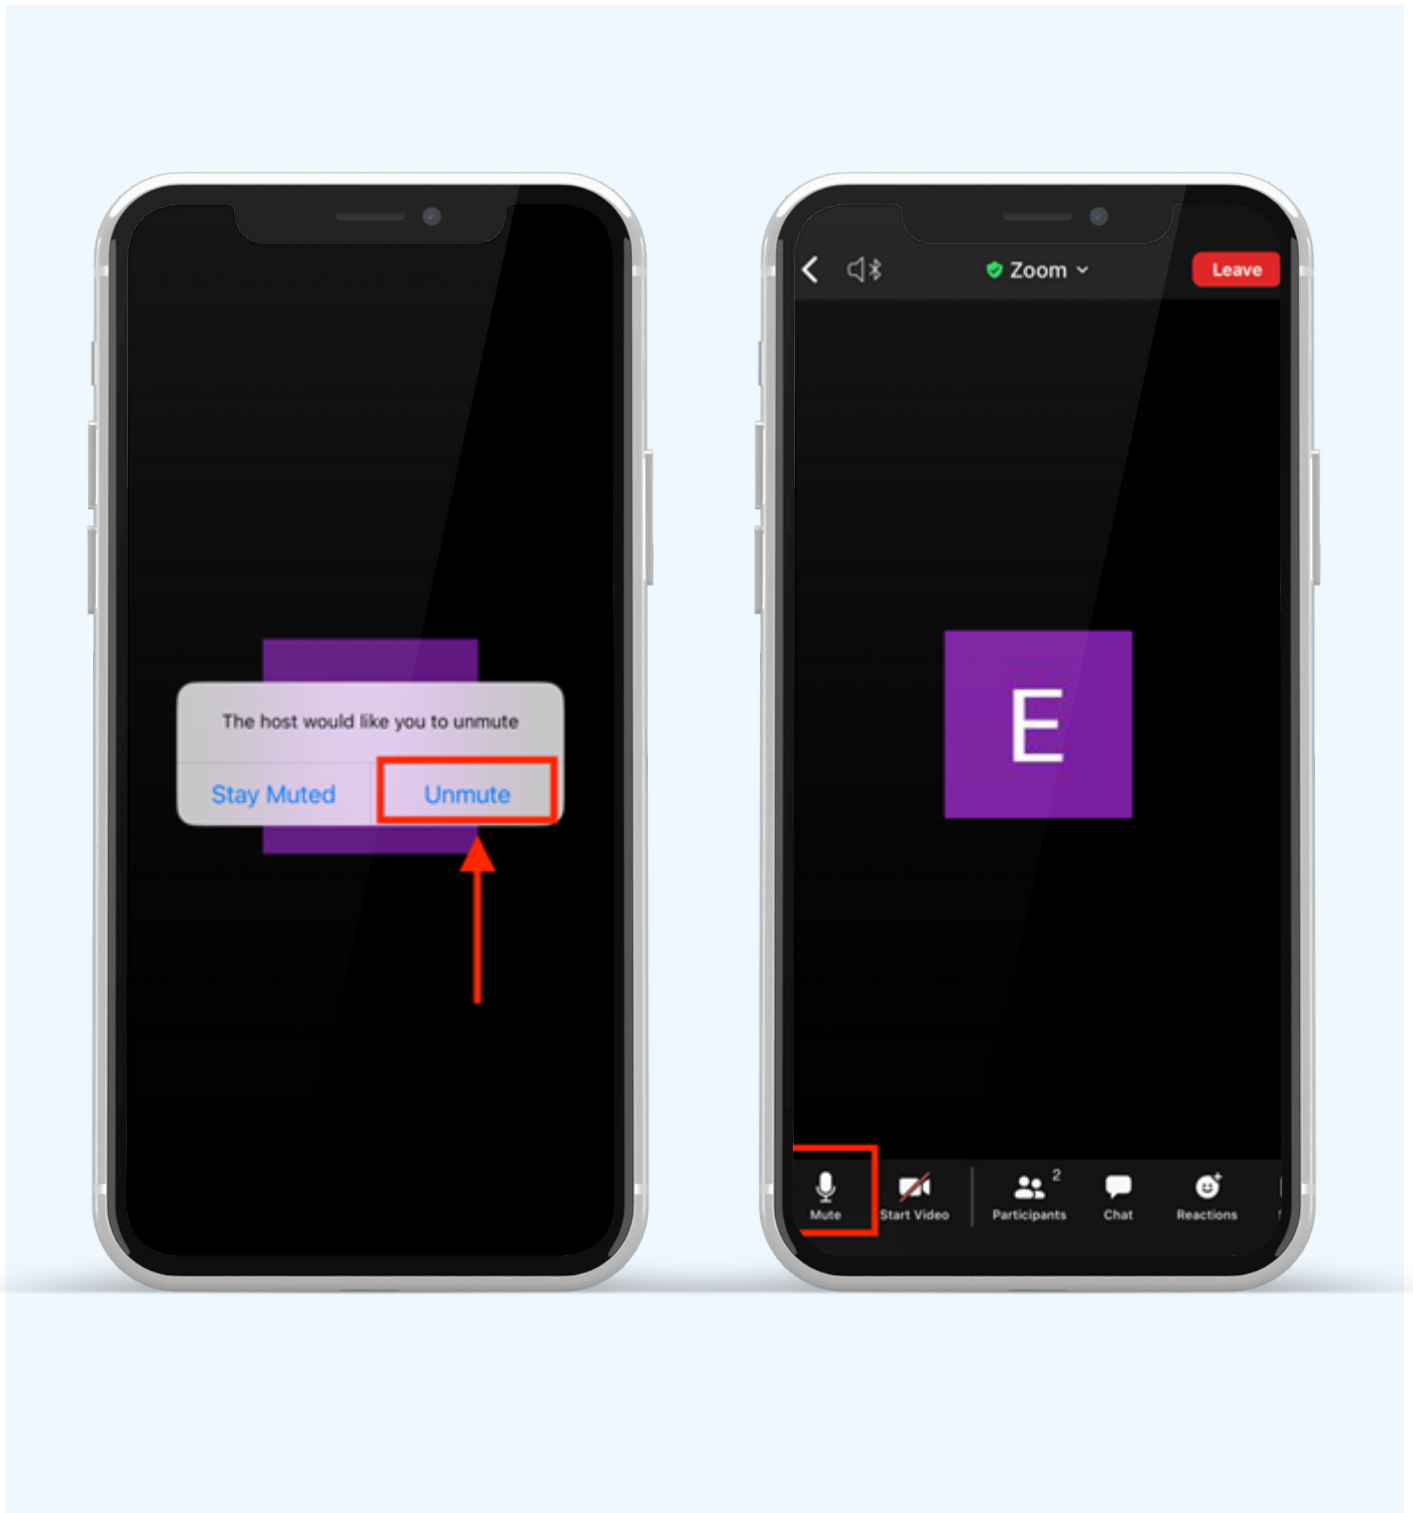 The host would like you to unmute
Stay Muted Unmute
Zoom Leave
E
2
Mute Start Video Participants Chat Reactions